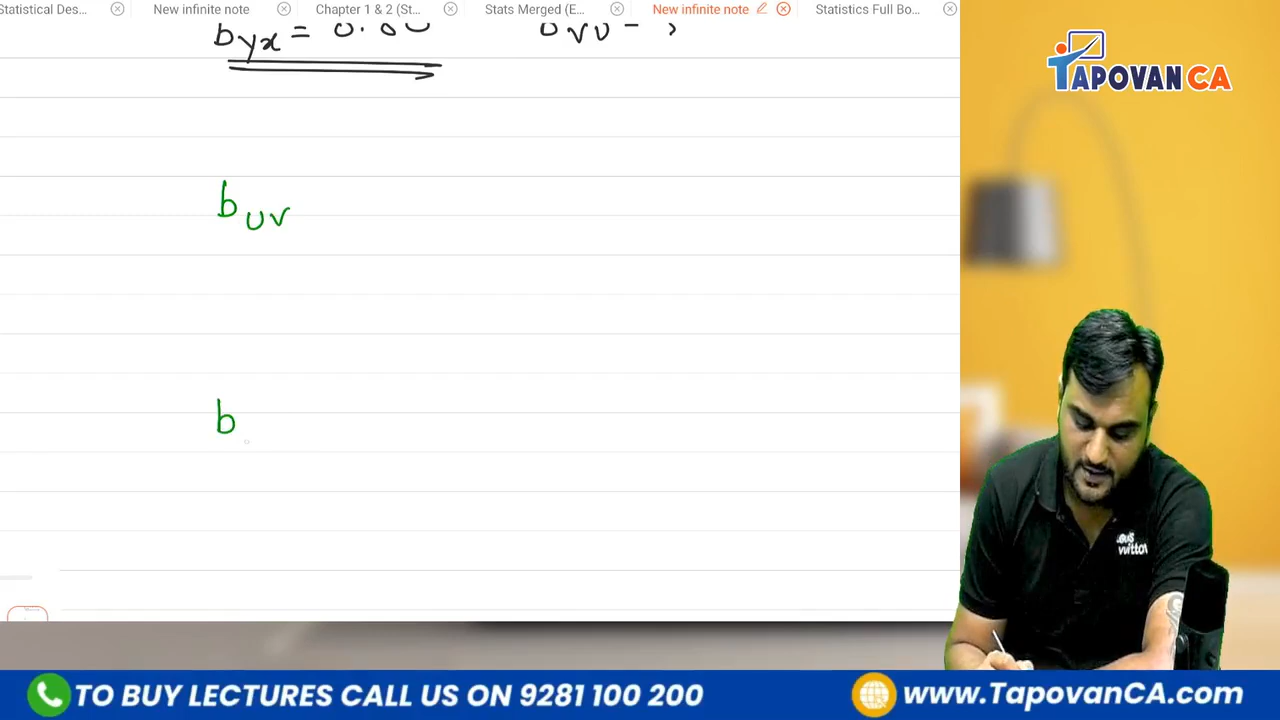 Statistical Des... New infinite note Chapter 1 & 2 (St... Stats Merged (E... New infinite note Statistics Full Bo...
byx =
TAPOVAN CA
buv
b
TO BUY LECTURES CALL US ON 9281 100 200 www.TapovanCA.com